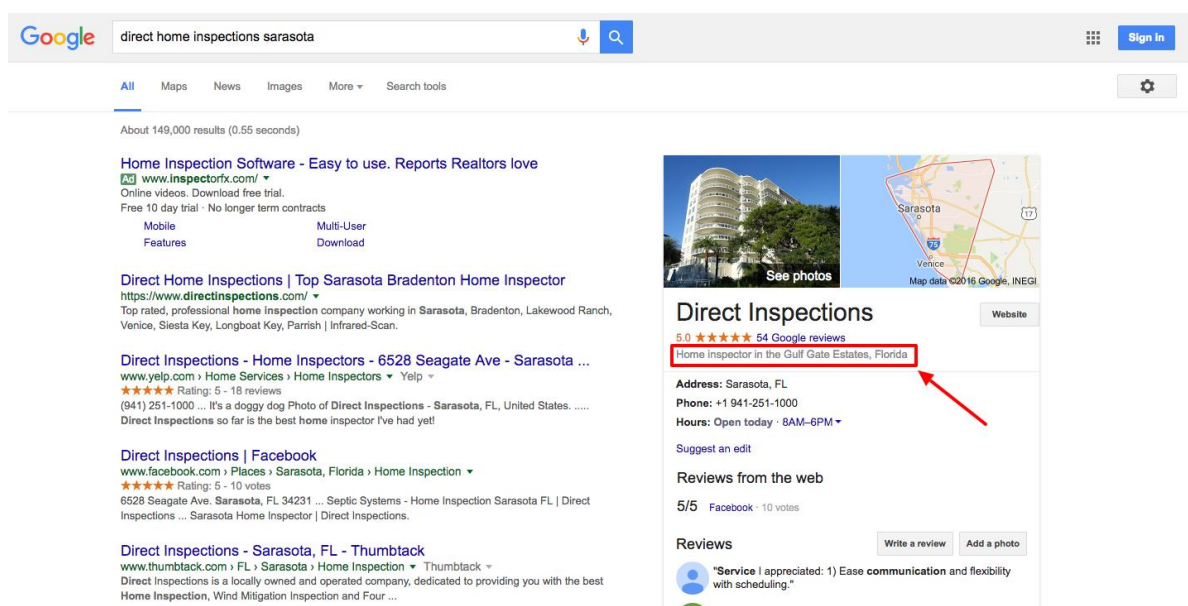 Google
direct home inspections sarasota
Sign in
All Maps News Images More Search tools
About 149,000 results (0.55 seconds)
Home Inspection Software - Easy to use. Reports Realtors love
Ad www.inspectorfx.com/
Online videos. Download free trial.
Free 10 day trial · No longer term contracts
Mobile Multi-User
Features Download
Direct Home Inspections | Top Sarasota Bradenton Home Inspector
https://www.directinspections.com/
Top rated, professional home inspection company working in Sarasota, Bradenton, Lakewood Ranch,
Venice, Siesta Key, Longboat Key, Parrish | Infrared-Scan.
Direct Inspections - Home Inspectors - 6528 Seagate Ave - Sarasota ...
www.yelp.com › Home Services › Home Inspectors Yelp
Rating: 5 - 18 reviews
(941) 251-1000 ... It's a doggy dog Photo of Direct Inspections - Sarasota, FL, United States. .....
Direct Inspections so far is the best home inspector I've had yet!
Direct Inspections | Facebook
www.facebook.com › Places › Sarasota, Florida › Home Inspection
Rating: 5 - 10 votes
6528 Seagate Ave. Sarasota, FL 34231 ... Septic Systems - Home Inspection Sarasota FL | Direct
Inspections ... Sarasota Home Inspector | Direct Inspections.
Direct Inspections - Sarasota, FL - Thumbtack
www.thumbtack.com › FL › Sarasota › Home Inspection Thumbtack
Direct Inspections is a locally owned and operated company, dedicated to providing you with the best
Home Inspection, Wind Mitigation Inspection and Four ...
See photos
Sarasota
17
75
Venice
Map data ©2016 Google, INEGI
Direct Inspections
Website
5.0 54 Google reviews
Home inspector in the Gulf Gate Estates, Florida
Address: Sarasota, FL
Phone: +1 941-251-1000
Hours: Open today · 8AM–6PM
Suggest an edit
Reviews from the web
5/5 Facebook · 10 votes
Reviews
Write a review Add a photo
"Service I appreciated: 1) Ease communication and flexibility
with scheduling."